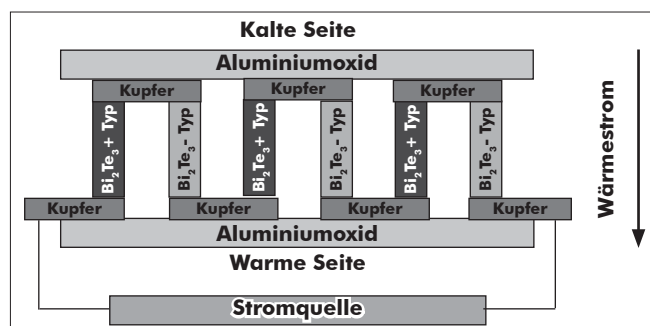 Kalte Seite
Aluminiumoxid
Kupfer Kupfer Kupfer
Bi₂Te₃+ Typ
Bi₂Te₃- Typ
Bi₂Te₃+ Typ
Bi₂Te₃- Typ
Bi₂Te₃+ Typ
Bi₂Te₃- Typ
Wärmestrom
Kupfer Kupfer Kupfer Kupfer
Aluminiumoxid
Warme Seite
Stromquelle